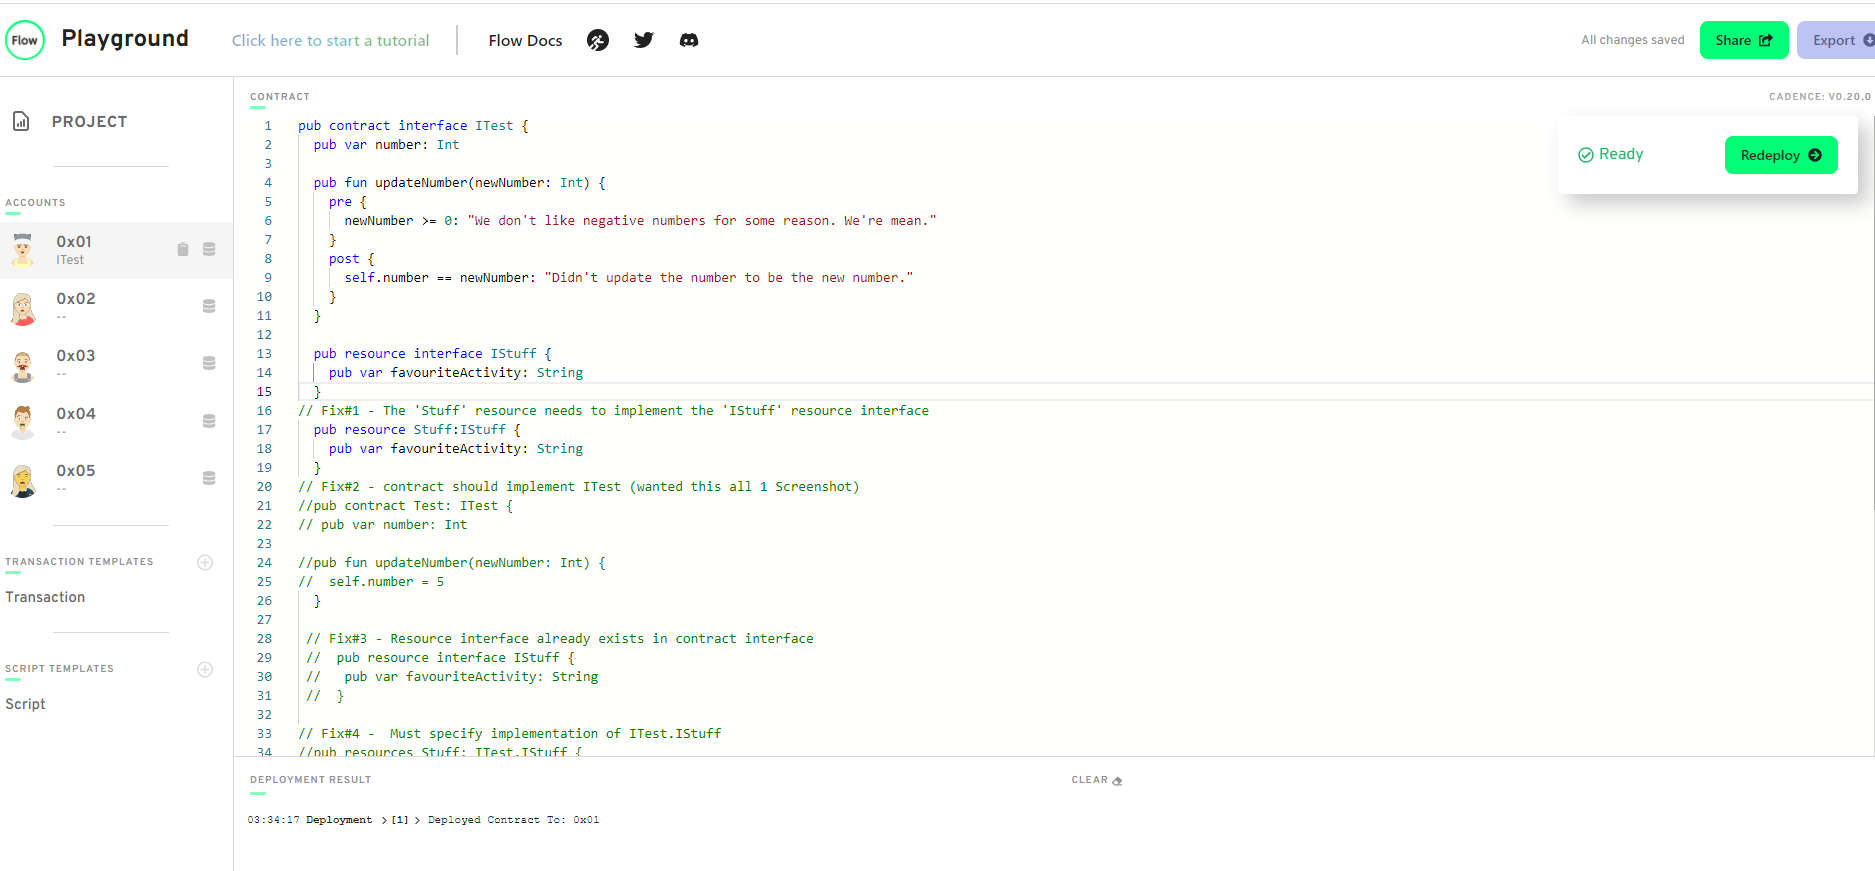 Flow
Playground
Click here to start a tutorial
Flow Docs
All changes saved
Share
Export
PROJECT
ACCOUNTS
0x01
ITest
0x02
--
0x03
--
0x04
--
0x05
--
TRANSACTION TEMPLATES
Transaction
SCRIPT TEMPLATES
Script
CONTRACT
CADENCE: V0.20.0
Ready
Redeploy
1 pub contract interface ITest {
2 pub var number: Int
3
4 pub fun updateNumber(newNumber: Int) {
5 pre {
6 newNumber >= 0: "We don't like negative numbers for some reason. We're mean."
7 }
8 post {
9 self.number == newNumber: "Didn't update the number to be the new number."
10 }
11 }
12
13 pub resource interface IStuff {
14 pub var favouriteActivity: String
15 }
16 // Fix#1 - The 'Stuff' resource needs to implement the 'IStuff' resource interface
17 pub resource Stuff:IStuff {
18 pub var favouriteActivity: String
19 }
20 // Fix#2 - contract should implement ITest (wanted this all 1 Screenshot)
21 //pub contract Test: ITest {
22 // pub var number: Int
23
24 //pub fun updateNumber(newNumber: Int) {
25 // self.number = 5
26 }
27
28 // Fix#3 - Resource interface already exists in contract interface
29 // pub resource interface IStuff {
30 // pub var favouriteActivity: String
31 // }
32
33 // Fix#4 - Must specify implementation of ITest.IStuff
34 //pub resources Stuff: ITest.IStuff {
DEPLOYMENT RESULT
CLEAR
03:34:17 Deployment > [1] > Deployed Contract To: 0x01